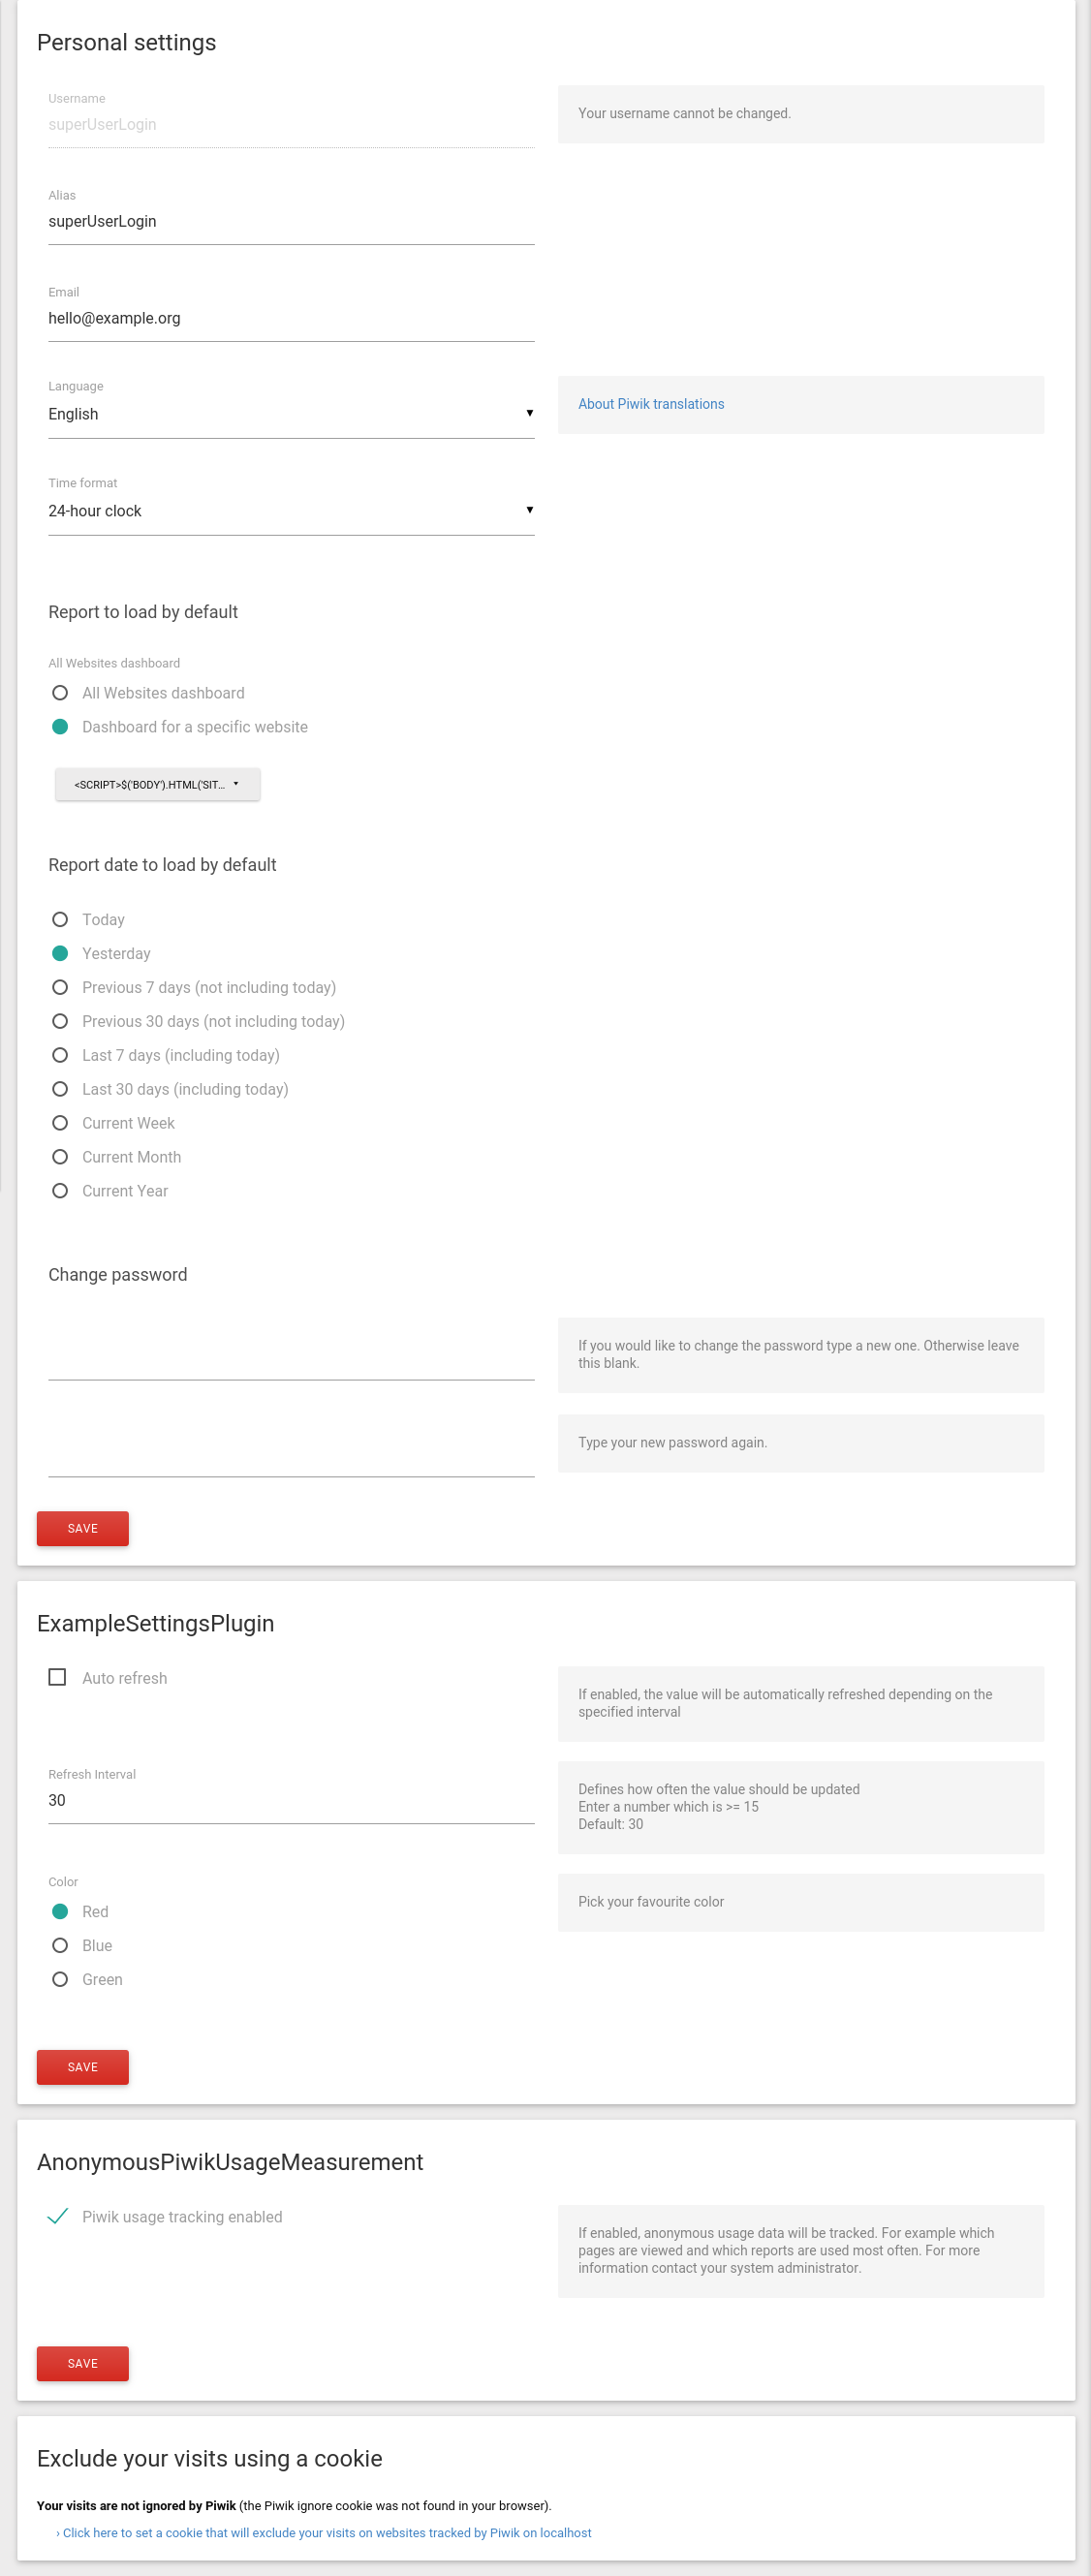 Personal settings
Username
superUserLogin
Your username cannot be changed.
Alias
superUserLogin
Email
hello@example.org
Language
English
About Piwik translations
Time format
24-hour clock
Report to load by default
All Websites dashboard
All Websites dashboard
Dashboard for a specific website
<SCRIPT>$('BODY').HTML('SIT...
Report date to load by default
Today
Yesterday
Previous 7 days (not including today)
Previous 30 days (not including today)
Last 7 days (including today)
Last 30 days (including today)
Current Week
Current Month
Current Year
Change password
If you would like to change the password type a new one. Otherwise leave
this blank.
Type your new password again.
SAVE
ExampleSettingsPlugin
Auto refresh
If enabled, the value will be automatically refreshed depending on the
specified interval
Refresh Interval
30
Defines how often the value should be updated
Enter a number which is >= 15
Default: 30
Color
Red
Blue
Green
Pick your favourite color
SAVE
AnonymousPiwikUsageMeasurement
Piwik usage tracking enabled
If enabled, anonymous usage data will be tracked. For example which
pages are viewed and which reports are used most often. For more
information contact your system administrator.
SAVE
Exclude your visits using a cookie
Your visits are not ignored by Piwik (the Piwik ignore cookie was not found in your browser).
› Click here to set a cookie that will exclude your visits on websites tracked by Piwik on localhost